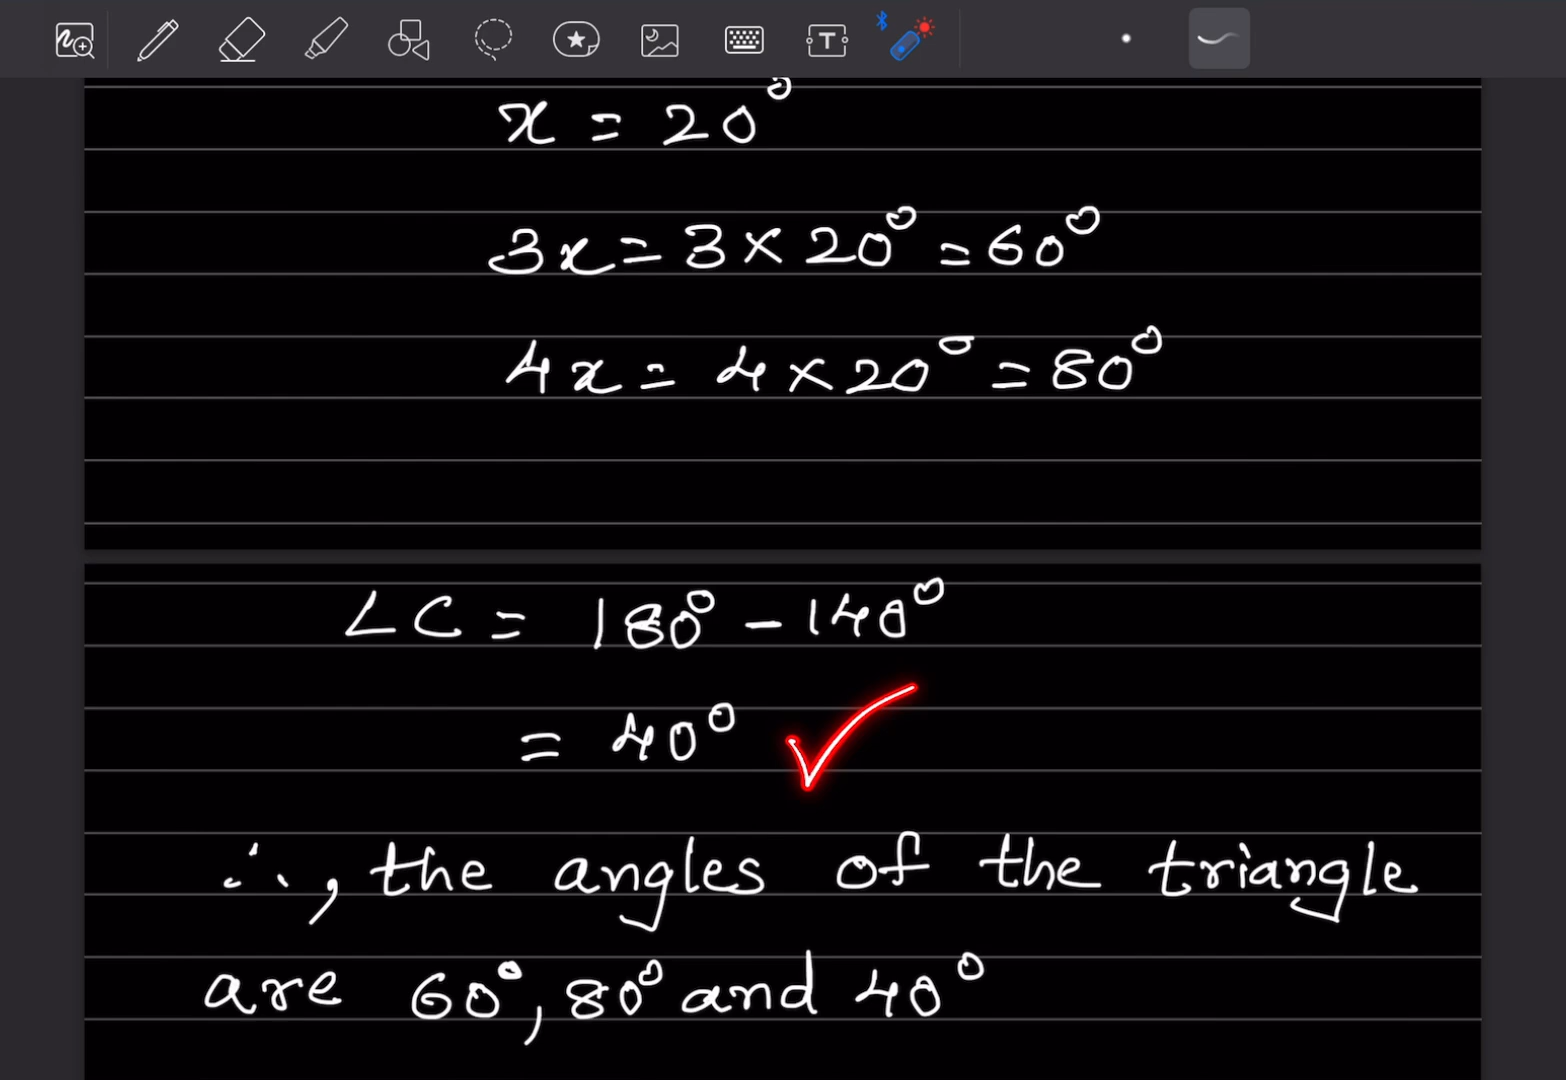 x = 20°
3x = 3 × 20° = 60°
4x = 4 × 20° = 80°
∠C = 180° - 140°
= 40° ✓
∴, the angles of the triangle
are 60°, 80° and 40°